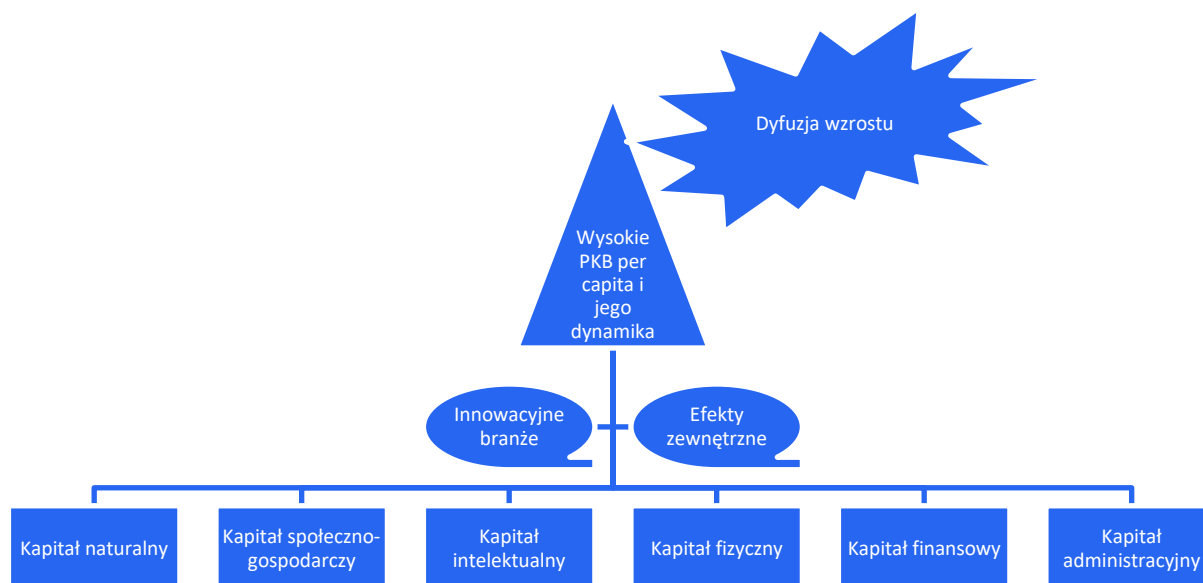 Dyfuzja wzrostu
Wysokie
PKB per
capita i
jego
dynamika
Innowacyjne
branże
Efekty
zewnętrzne
Kapitał naturalny
Kapitał społeczno-
gospodarczy
Kapitał
intelektualny
Kapitał fizyczny
Kapitał finansowy
Kapitał
administracyjny